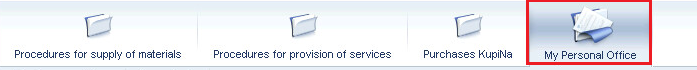 Procedures for supply of materials
Procedures for provision of services
Purchases KupiNa
My Personal Office